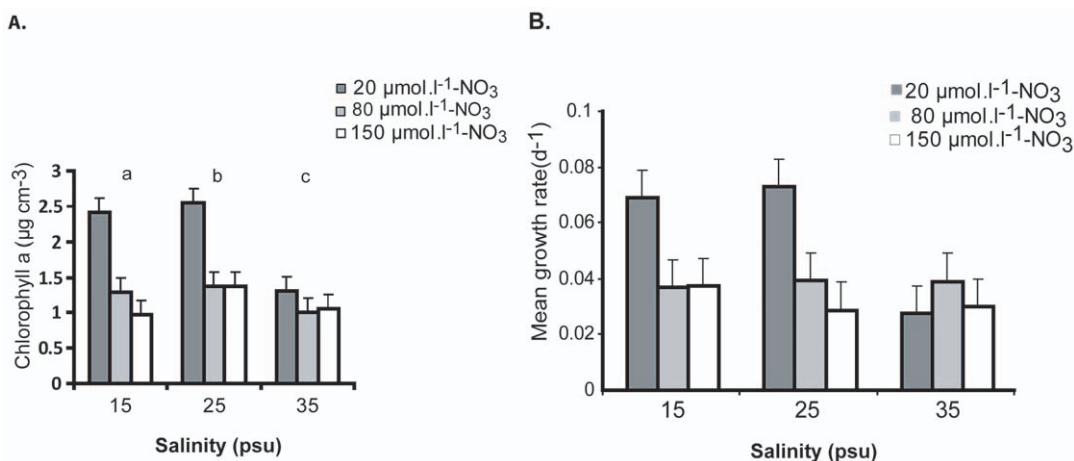 A.
20 µmol.l⁻¹-NO₃
80 µmol.l⁻¹-NO₃
150 µmol.l⁻¹-NO₃
Chlorophyll a (µg cm⁻³)
3
2.5
2
1.5
1
0.5
0
a b c
15 25 35
Salinity (psu)
B.
20 µmol.l⁻¹-NO₃
80 µmol.l⁻¹-NO₃
150 µmol.l⁻¹-NO₃
Mean growth rate(d⁻¹)
0.1
0.08
0.06
0.04
0.02
0
15 25 35
Salinity (psu)